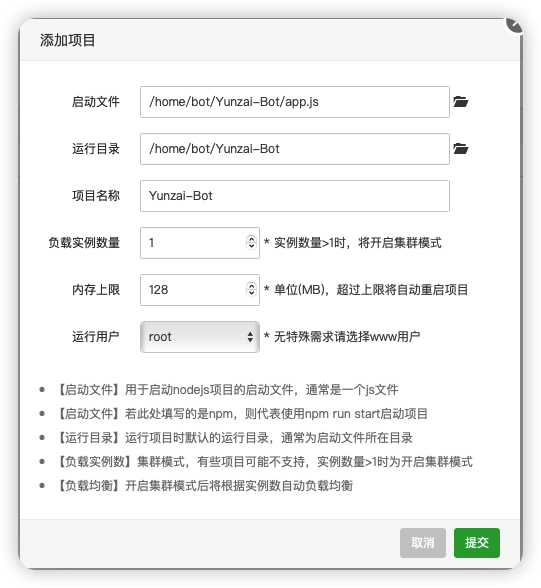 添加项目
启动文件 /home/bot/Yunzai-Bot/app.js
运行目录 /home/bot/Yunzai-Bot
项目名称 Yunzai-Bot
负载实例数量 1 * 实例数量>1时，将开启集群模式
内存上限 128 * 单位(MB)，超过上限将自动重启项目
运行用户 root * 无特殊需求请选择www用户
【启动文件】用于启动nodejs项目的启动文件，通常是一个js文件
【启动文件】若此处填写的是npm，则代表使用npm run start启动项目
【运行目录】运行项目时默认的运行目录，通常为启动文件所在目录
【负载实例数】集群模式，有些项目可能不支持，实例数量>1时为开启集群模式
【负载均衡】开启集群模式后将根据实例数自动负载均衡
取消 提交